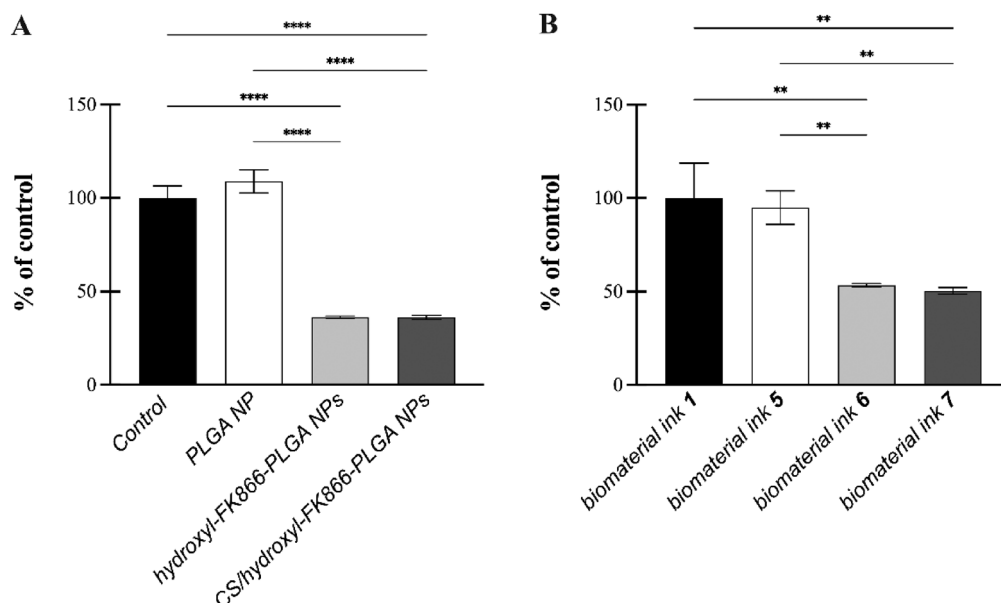 A
****
****
****
****
150
100
50
0
% of control
Control
PLGA NP
hydroxyl-FK866-PLGA NPs
CS/hydroxyl-FK866-PLGA NPs
B
**
**
**
**
150
100
50
0
% of control
biomaterial ink 1
biomaterial ink 5
biomaterial ink 6
biomaterial ink 7